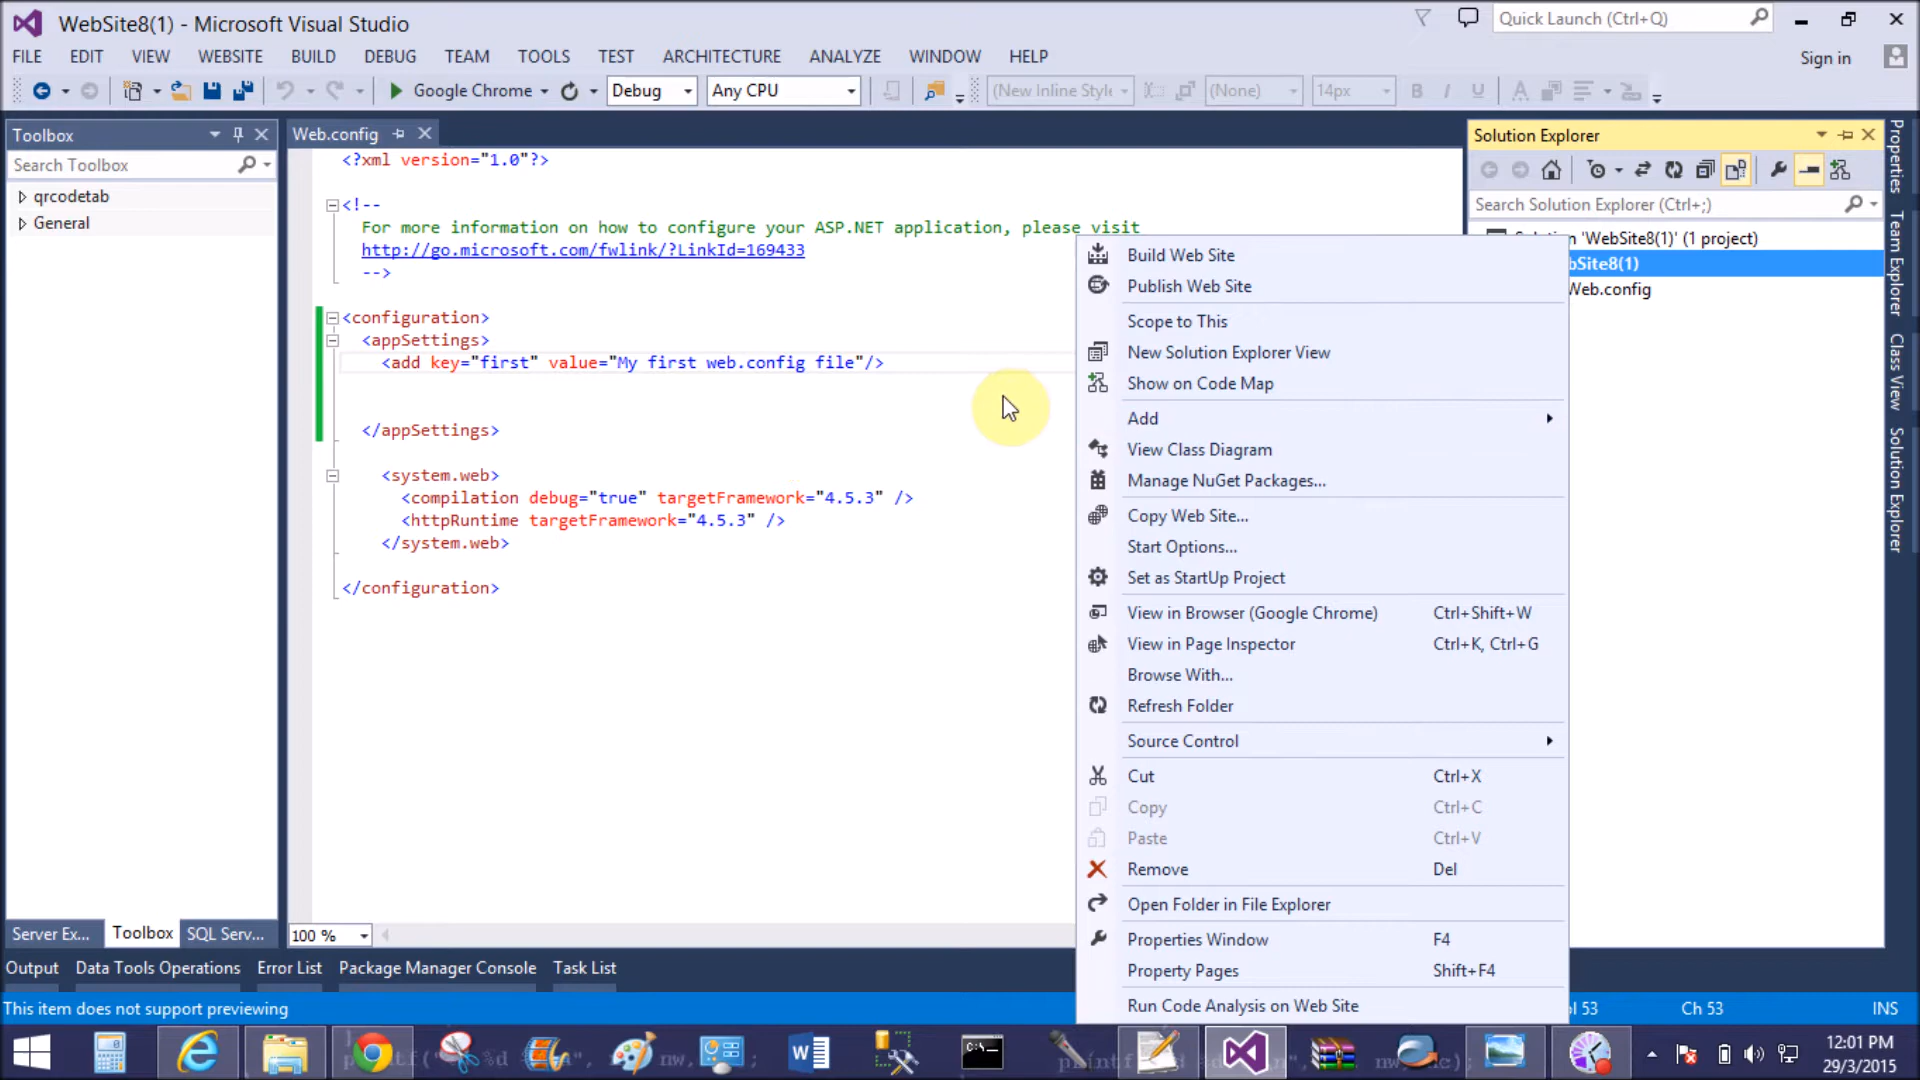 WebSite8(1) - Microsoft Visual Studio
Quick Launch (Ctrl+Q)
FILE EDIT VIEW WEBSITE BUILD DEBUG TEAM TOOLS TEST ARCHITECTURE ANALYZE WINDOW HELP
Sign in
Google Chrome Debug Any CPU (New Inline Style (None) 14px B I U A
Toolbox
Search Toolbox
qrcodetab
General
Web.config
<?xml version="1.0"?>
<!--
For more information on how to configure your ASP.NET application, please visit
http://go.microsoft.com/fwlink/?LinkId=169433
-->
<configuration>
<appSettings>
<add key="first" value="My first web.config file"/>
</appSettings>
<system.web>
<compilation debug="true" targetFramework="4.5.3" />
<httpRuntime targetFramework="4.5.3" />
</system.web>
</configuration>
Build Web Site
Publish Web Site
Scope to This
New Solution Explorer View
Show on Code Map
Add
View Class Diagram
Manage NuGet Packages...
Copy Web Site...
Start Options...
Set as StartUp Project
View in Browser (Google Chrome) Ctrl+Shift+W
View in Page Inspector Ctrl+K, Ctrl+G
Browse With...
Refresh Folder
Source Control
Cut Ctrl+X
Copy Ctrl+C
Paste Ctrl+V
Remove Del
Open Folder in File Explorer
Properties Window F4
Property Pages Shift+F4
Run Code Analysis on Web Site
Solution Explorer
Search Solution Explorer (Ctrl+;)
'WebSite8(1)' (1 project)
bSite8(1)
Web.config
Properties
Team Explorer
Class View
Solution Explorer
Server Ex... Toolbox SQL Serv...
100 %
Output Data Tools Operations Error List Package Manager Console Task List
This item does not support previewing
ol 53 Ch 53 INS
12:01 PM
29/3/2015